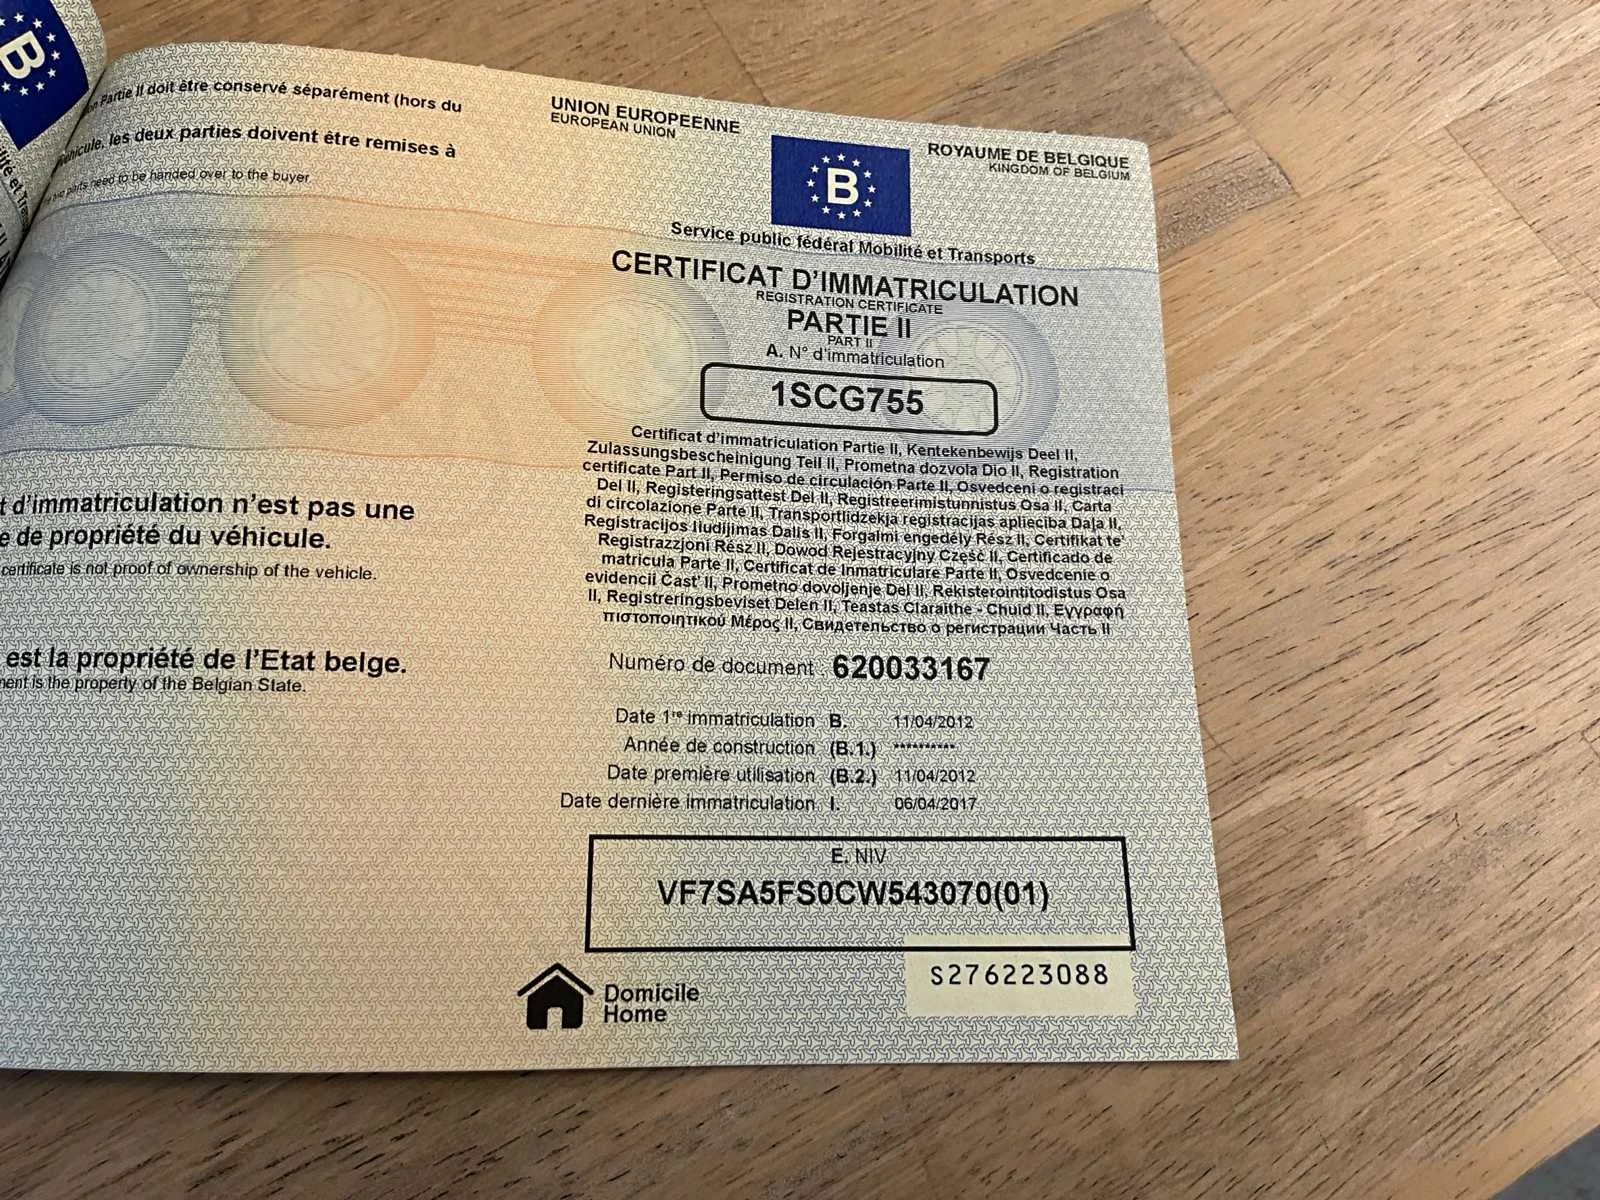 B
Partie II doit être conservé séparément (hors du
véhicule, les deux parties doivent être remises à
two parts need to be handed over to the buyer
t d’immatriculation n’est pas une
e de propriété du véhicule.
certificate is not proof of ownership of the vehicle.
est la propriété de l’Etat belge.
ment is the property of the Belgian State.
UNION EUROPEENNE
EUROPEAN UNION
B
ROYAUME DE BELGIQUE
KINGDOM OF BELGIUM
Service public fédéral Mobilité et Transports
CERTIFICAT D’IMMATRICULATION
REGISTRATION CERTIFICATE
PARTIE II
PART II
A. N° d’immatriculation
1SCG755
Certificat d’immatriculation Partie II, Kentekenbewijs Deel II,
Zulassungsbescheinigung Teil II, Prometna dozvola Dio II, Registration
certificate Part II, Permiso de circulación Parte II, Osvedceni o registraci
Del II, Registeringsattest Del II, Registreerimistunnistus Osa II, Carta
di circolazione Parte II, Transportlidzekja registracijas aplieciba Daļa II,
Registracijos liudijimas Dalis II, Forgalmi engedély Rész II, Certifikat te’
Registrazzjoni Rész II, Dowod Rejestracyjny Część II, Certificado de
matricula Parte II, Certificat de Inmatriculare Parte II, Osvedcenie o
evidencii Čast’ II, Prometno dovoljenje Del II, Rekisterointitodistus Osa
II, Registreringsbeviset Delen II, Teastas Claraithe - Chuid II, Εγγραφή
πιστοποιητικού Μέρος II, Свидетельство о регистрации Часть II
Numéro de document : 620033167
Date 1re immatriculation B. 11/04/2012
Année de construction (B.1.) **********
Date première utilisation (B.2.) 11/04/2012
Date dernière immatriculation I. 06/04/2017
E. NIV
VF7SA5FS0CW543070(01)
S276223088
Domicile
Home